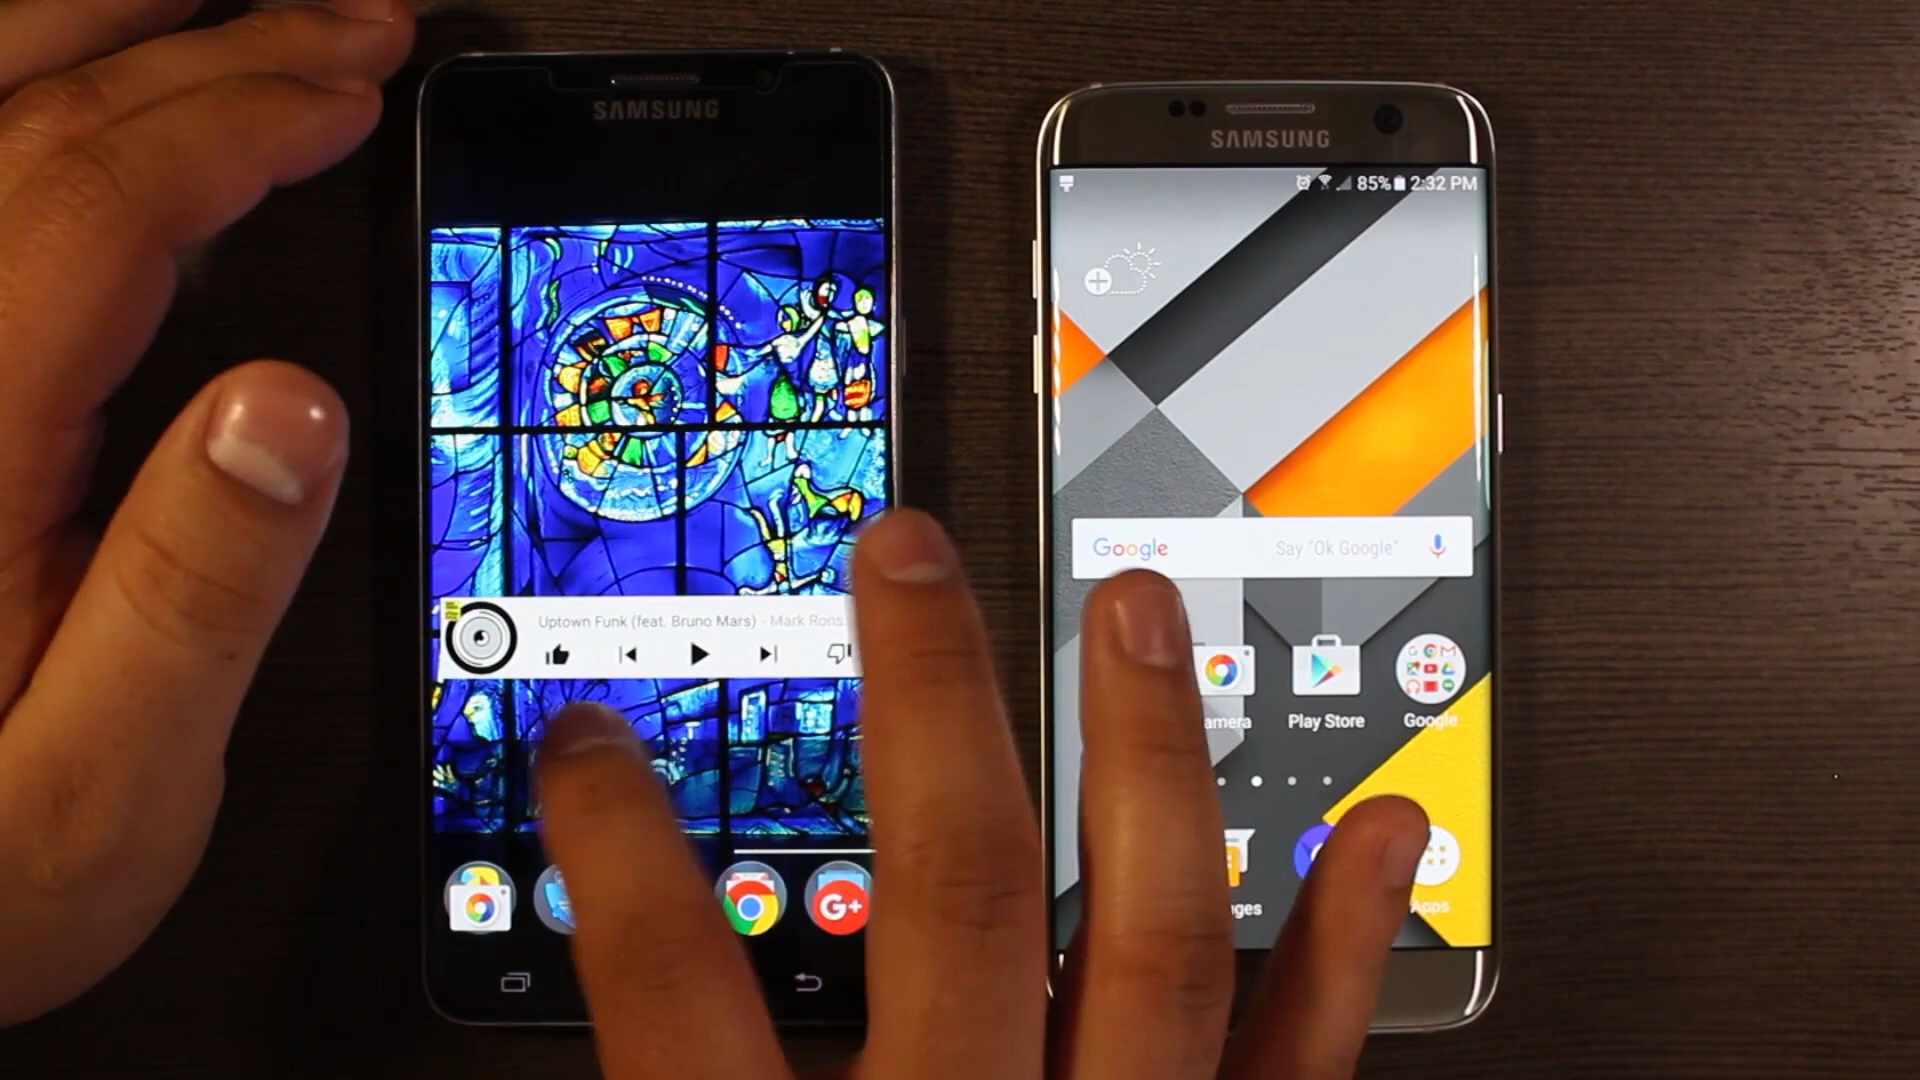 SAMSUNG
Uptown Funk (feat. Bruno Mars) - Mark Rons
G+
SAMSUNG
85% 2:32 PM
Google
Say "Ok Google"
amera
Play Store
Google
ges
Apps